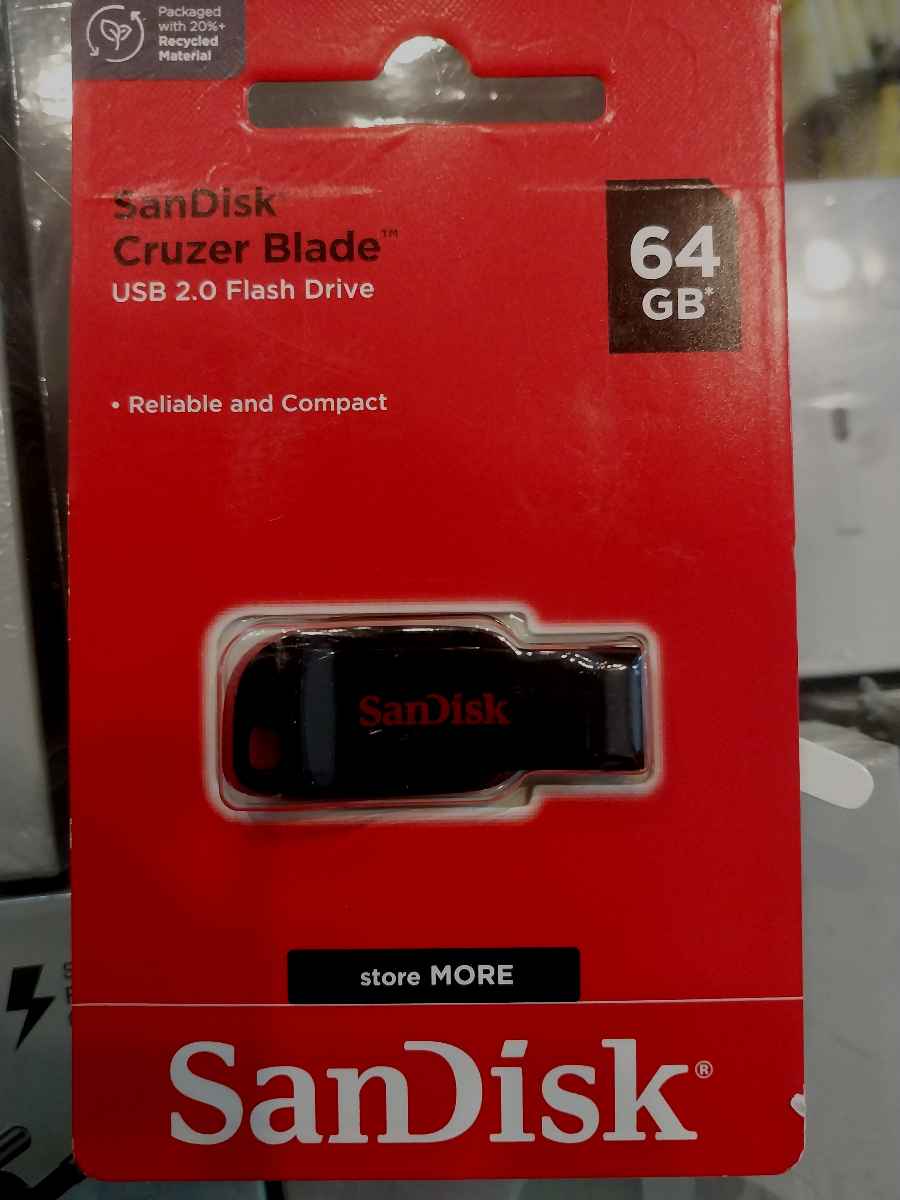 Packaged
with 20%+
Recycled
Material
SanDisk
Cruzer Blade™
USB 2.0 Flash Drive
64
GB*
• Reliable and Compact
SanDisk
store MORE
SanDisk®